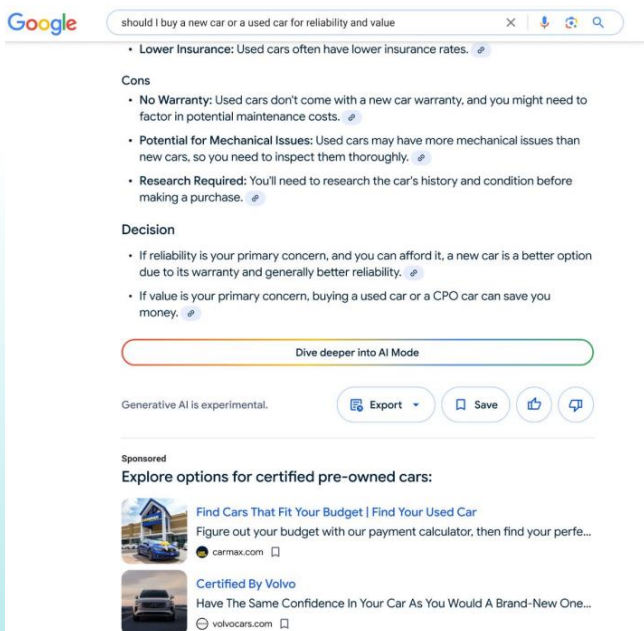 Google
should I buy a new car or a used car for reliability and value
• Lower Insurance: Used cars often have lower insurance rates.
Cons
• No Warranty: Used cars don't come with a new car warranty, and you might need to
factor in potential maintenance costs.
• Potential for Mechanical Issues: Used cars may have more mechanical issues than
new cars, so you need to inspect them thoroughly.
• Research Required: You'll need to research the car's history and condition before
making a purchase.
Decision
• If reliability is your primary concern, and you can afford it, a new car is a better option
due to its warranty and generally better reliability.
• If value is your primary concern, buying a used car or a CPO car can save you
money.
Dive deeper into AI Mode
Generative AI is experimental.
Export
Save
Sponsored
Explore options for certified pre-owned cars:
Find Cars That Fit Your Budget | Find Your Used Car
Figure out your budget with our payment calculator, then find your perfe...
carmax.com
Certified By Volvo
Have The Same Confidence In Your Car As You Would A Brand-New One...
volvocars.com